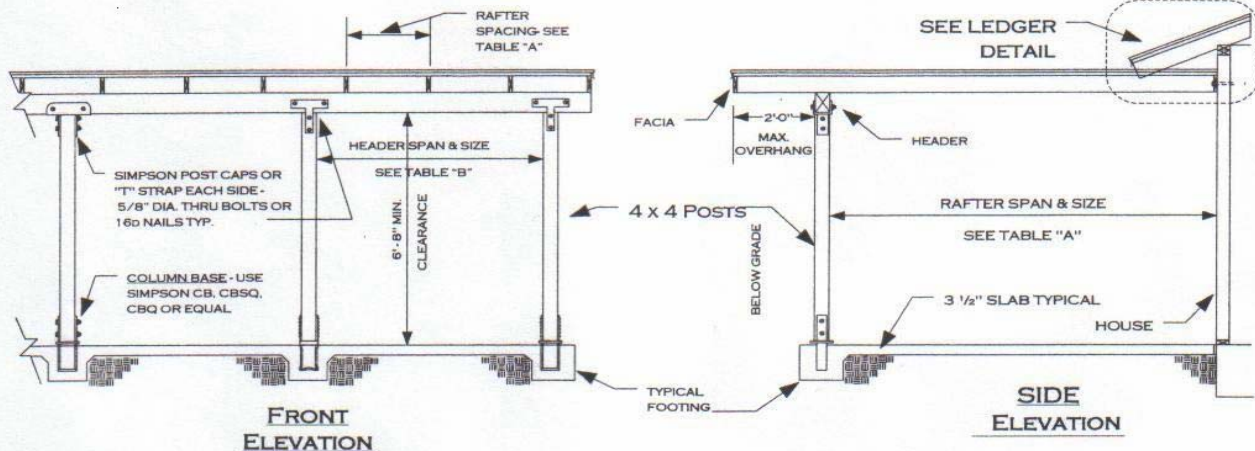 RAFTER
SPACING- SEE
TABLE "A"
SIMPSON POST CAPS OR
"T" STRAP EACH SIDE -
5/8" DIA. THRU BOLTS OR
16D NAILS TYP.
HEADER SPAN & SIZE
SEE TABLE "B"
6'- 8" MIN.
CLEARANCE
COLUMN BASE - USE
SIMPSON CB, CBSQ,
CBQ OR EQUAL
TYPICAL
FOOTING
FRONT
ELEVATION
SEE LEDGER
DETAIL
FACIA
2'-0"
MAX.
OVERHANG
HEADER
4 x 4 POSTS
RAFTER SPAN & SIZE
SEE TABLE "A"
BELOW GRADE
3 ½" SLAB TYPICAL
HOUSE
SIDE
ELEVATION